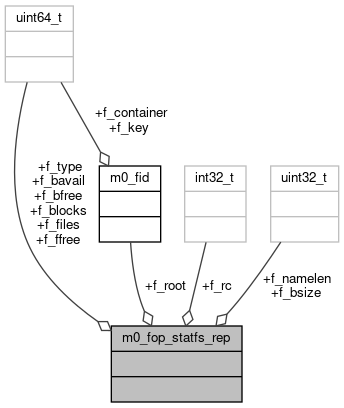 uint64_t
+f_container
+f_key
+f_type
+f_bavail
+f_bfree
+f_blocks
+f_files
+f_ffree
m0_fid
int32_t
uint32_t
+f_root
+f_rc
+f_namelen
+f_bsize
m0_fop_statfs_rep